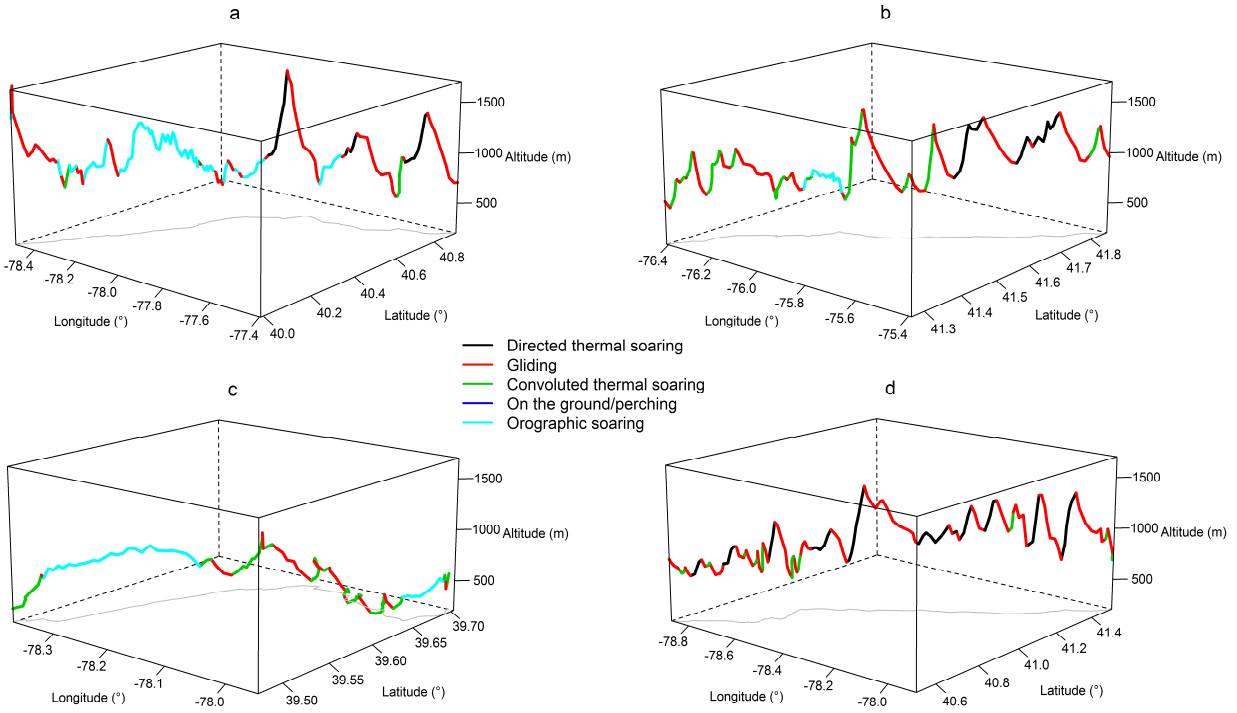 a
1500
1000 Altitude (m)
500
-78.4
-78.2
-78.0
-77.8
-77.6
-77.4
Longitude (°)
40.0
40.2
40.4
40.6
40.8
Latitude (°)
b
1500
1000 Altitude (m)
500
-76.4
-76.2
-76.0
-75.8
-75.6
-75.4
Longitude (°)
41.3
41.4
41.5
41.6
41.7
41.8
Latitude (°)
Directed thermal soaring
Gliding
Convoluted thermal soaring
On the ground/perching
Orographic soaring
c
1500
1000 Altitude (m)
500
-78.3
-78.2
-78.1
-78.0
Longitude (°)
39.50
39.55
39.60
39.65
39.70
Latitude (°)
d
1500
1000 Altitude (m)
500
-78.8
-78.6
-78.4
-78.2
-78.0
Longitude (°)
40.6
40.8
41.0
41.2
41.4
Latitude (°)